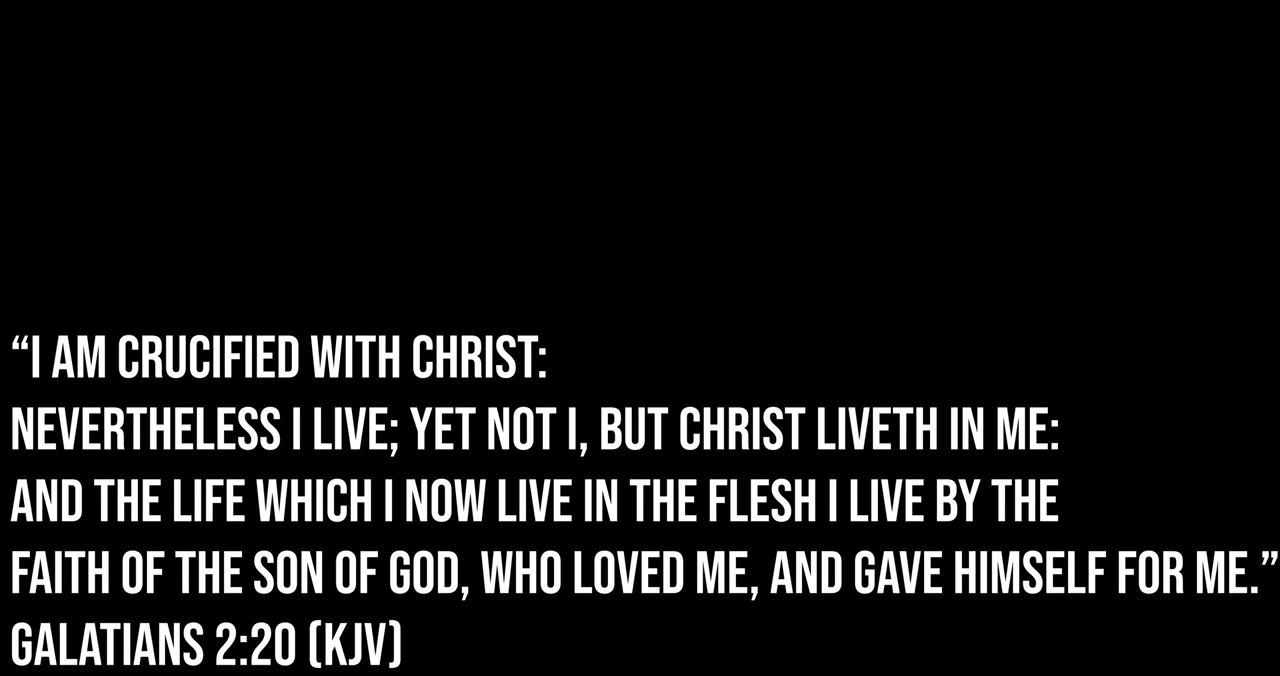 “I AM CRUCIFIED WITH CHRIST:
NEVERTHELESS I LIVE; YET NOT I, BUT CHRIST LIVETH IN ME:
AND THE LIFE WHICH I NOW LIVE IN THE FLESH I LIVE BY THE
FAITH OF THE SON OF GOD, WHO LOVED ME, AND GAVE HIMSELF FOR ME.”
GALATIANS 2:20 (KJV)